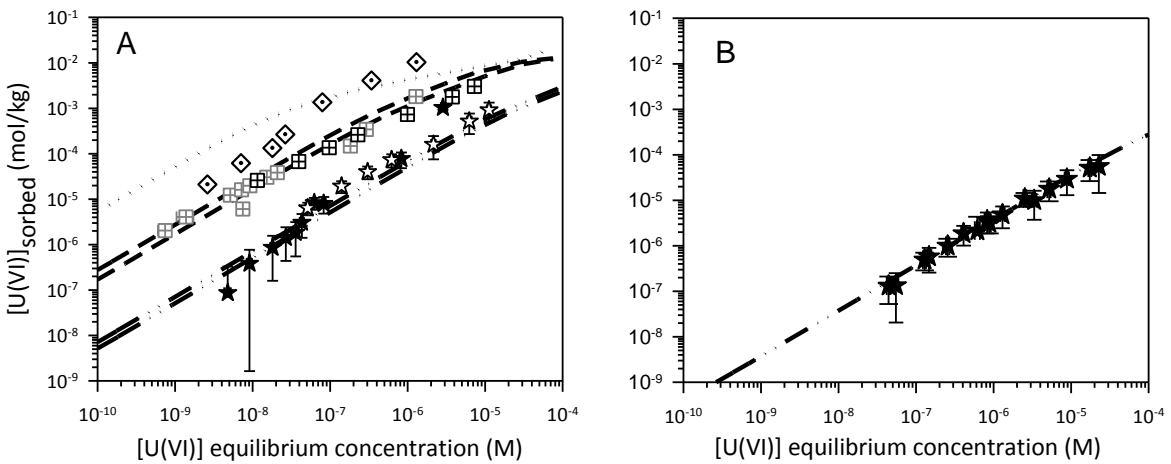 A
B
[U(VI)]sorbed (mol/kg)
10⁻¹
10⁻²
10⁻³
10⁻⁴
10⁻⁵
10⁻⁶
10⁻⁷
10⁻⁸
10⁻⁹
10⁻¹⁰ 10⁻⁹ 10⁻⁸ 10⁻⁷ 10⁻⁶ 10⁻⁵ 10⁻⁴
[U(VI)] equilibrium concentration (M)
10⁻¹
10⁻²
10⁻³
10⁻⁴
10⁻⁵
10⁻⁶
10⁻⁷
10⁻⁸
10⁻⁹
10⁻¹⁰ 10⁻⁹ 10⁻⁸ 10⁻⁷ 10⁻⁶ 10⁻⁵ 10⁻⁴
[U(VI)] equilibrium concentration (M)